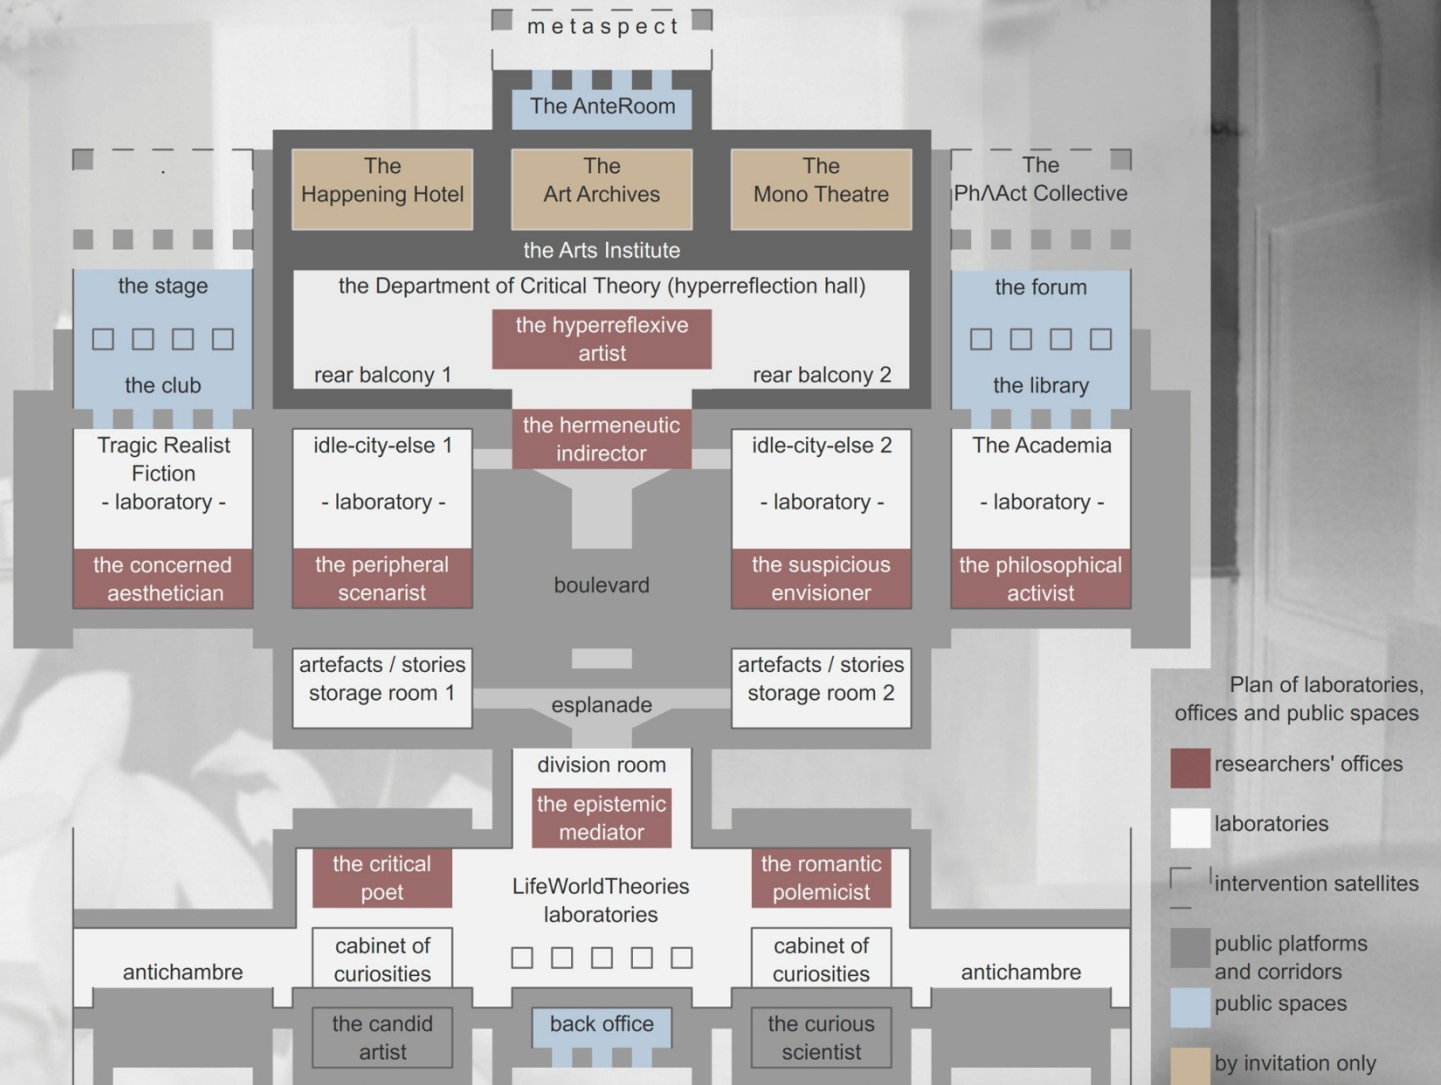 metaspect
The AnteRoom
The
Happening Hotel
The
Art Archives
The
Mono Theatre
The
PhΛAct Collective
the Arts Institute
the stage
the club
the Department of Critical Theory (hyperreflection hall)
the hyperreflexive
artist
rear balcony 1
rear balcony 2
the forum
the library
the hermeneutic
indirector
Tragic Realist
Fiction
- laboratory -
the concerned
aesthetician
idle-city-else 1
- laboratory -
the peripheral
scenarist
boulevard
idle-city-else 2
- laboratory -
the suspicious
envisioner
The Academia
- laboratory -
the philosophical
activist
artefacts / stories
storage room 1
esplanade
artefacts / stories
storage room 2
division room
the epistemic
mediator
the critical
poet
LifeWorldTheories
laboratories
the romantic
polemicist
antichambre
cabinet of
curiosities
cabinet of
curiosities
antichambre
the candid
artist
back office
the curious
scientist
Plan of laboratories,
offices and public spaces
researchers' offices
laboratories
intervention satellites
public platforms
and corridors
public spaces
by invitation only